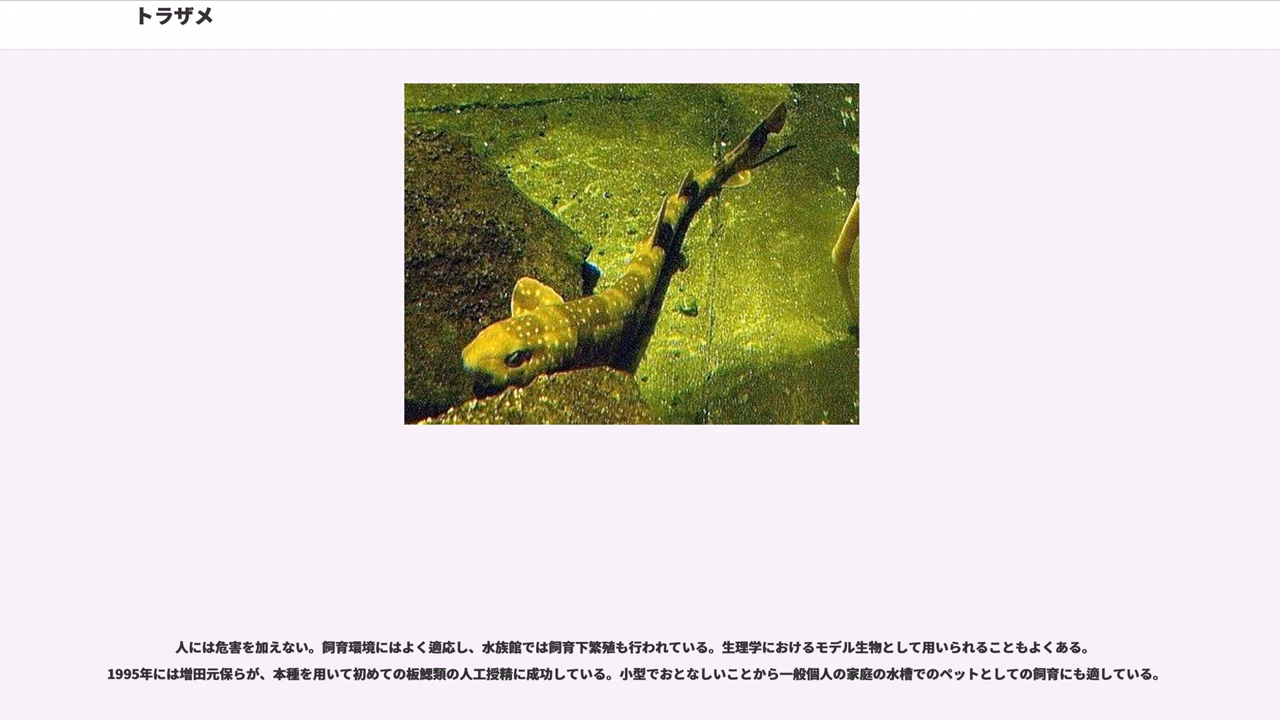 トラザメ
人には危害を加えない。飼育環境にはよく適応し、水族館では飼育下繁殖も行われている。生理学におけるモデル生物として用いられることもよくある。
1995年には増田元保らが、本種を用いて初めての板鰓類の人工授精に成功している。小型でおとなしいことから一般個人の家庭の水槽でのペットとしての飼育にも適している。